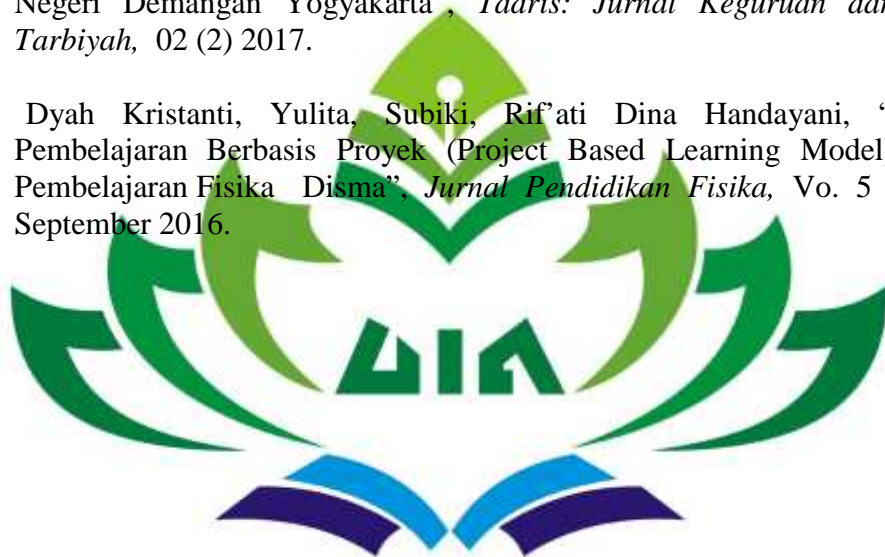 Negeri Demangan Yogyakarta”, Tadris: Jurnal Keguruan dan
Tarbiyah, 02 (2) 2017.
Dyah Kristanti, Yulita, Subiki, Rif’ati Dina Handayani, “
Pembelajaran Berbasis Proyek (Project Based Learning Model
Pembelajaran Fisika Disma”, Jurnal Pendidikan Fisika, Vo. 5
September 2016.
UIN